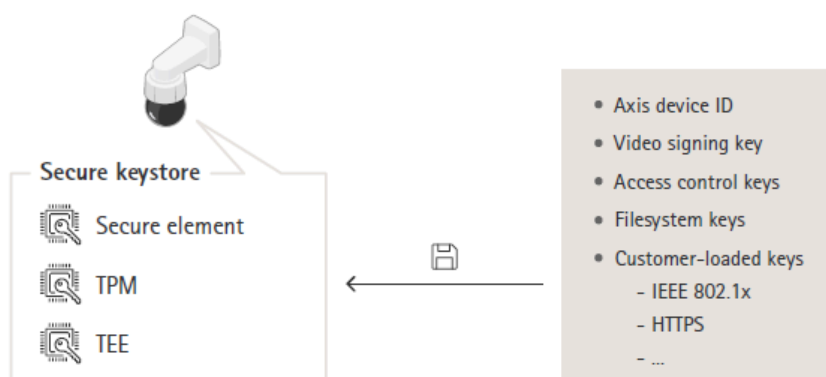 Secure keystore
Secure element
TPM
TEE
• Axis device ID
• Video signing key
• Access control keys
• Filesystem keys
• Customer-loaded keys
- IEEE 802.1x
- HTTPS
- ...